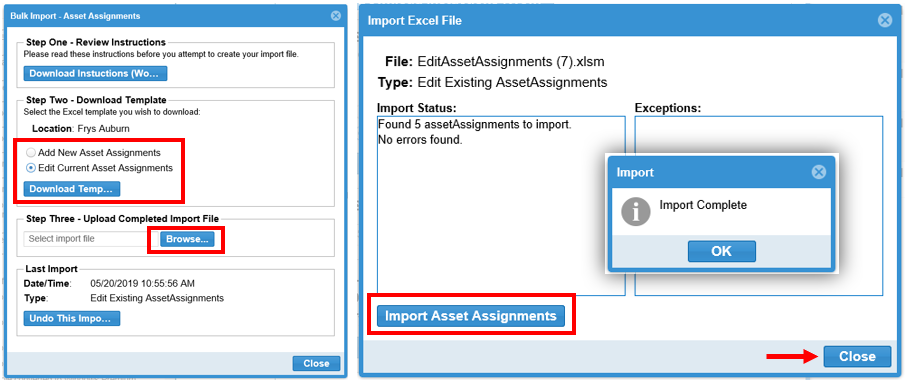 Bulk Import - Asset Assignments
Step One - Review Instructions
Please read these instructions before you attempt to create your import file.
Download Instuctions (Wo...
Step Two - Download Template
Select the Excel template you wish to download:
Location: Frys Auburn
Add New Asset Assignments
Edit Current Asset Assignments
Download Temp...
Step Three - Upload Completed Import File
Select import file
Browse...
Last Import
Date/Time: 05/20/2019 10:55:56 AM
Type: Edit Existing AssetAssignments
Undo This Impo...
Close
Import Excel File
File: EditAssetAssignments (7).xlsm
Type: Edit Existing AssetAssignments
Import Status:
Found 5 assetAssignments to import.
No errors found.
Exceptions:
Import
Import Complete
OK
Import Asset Assignments
Close